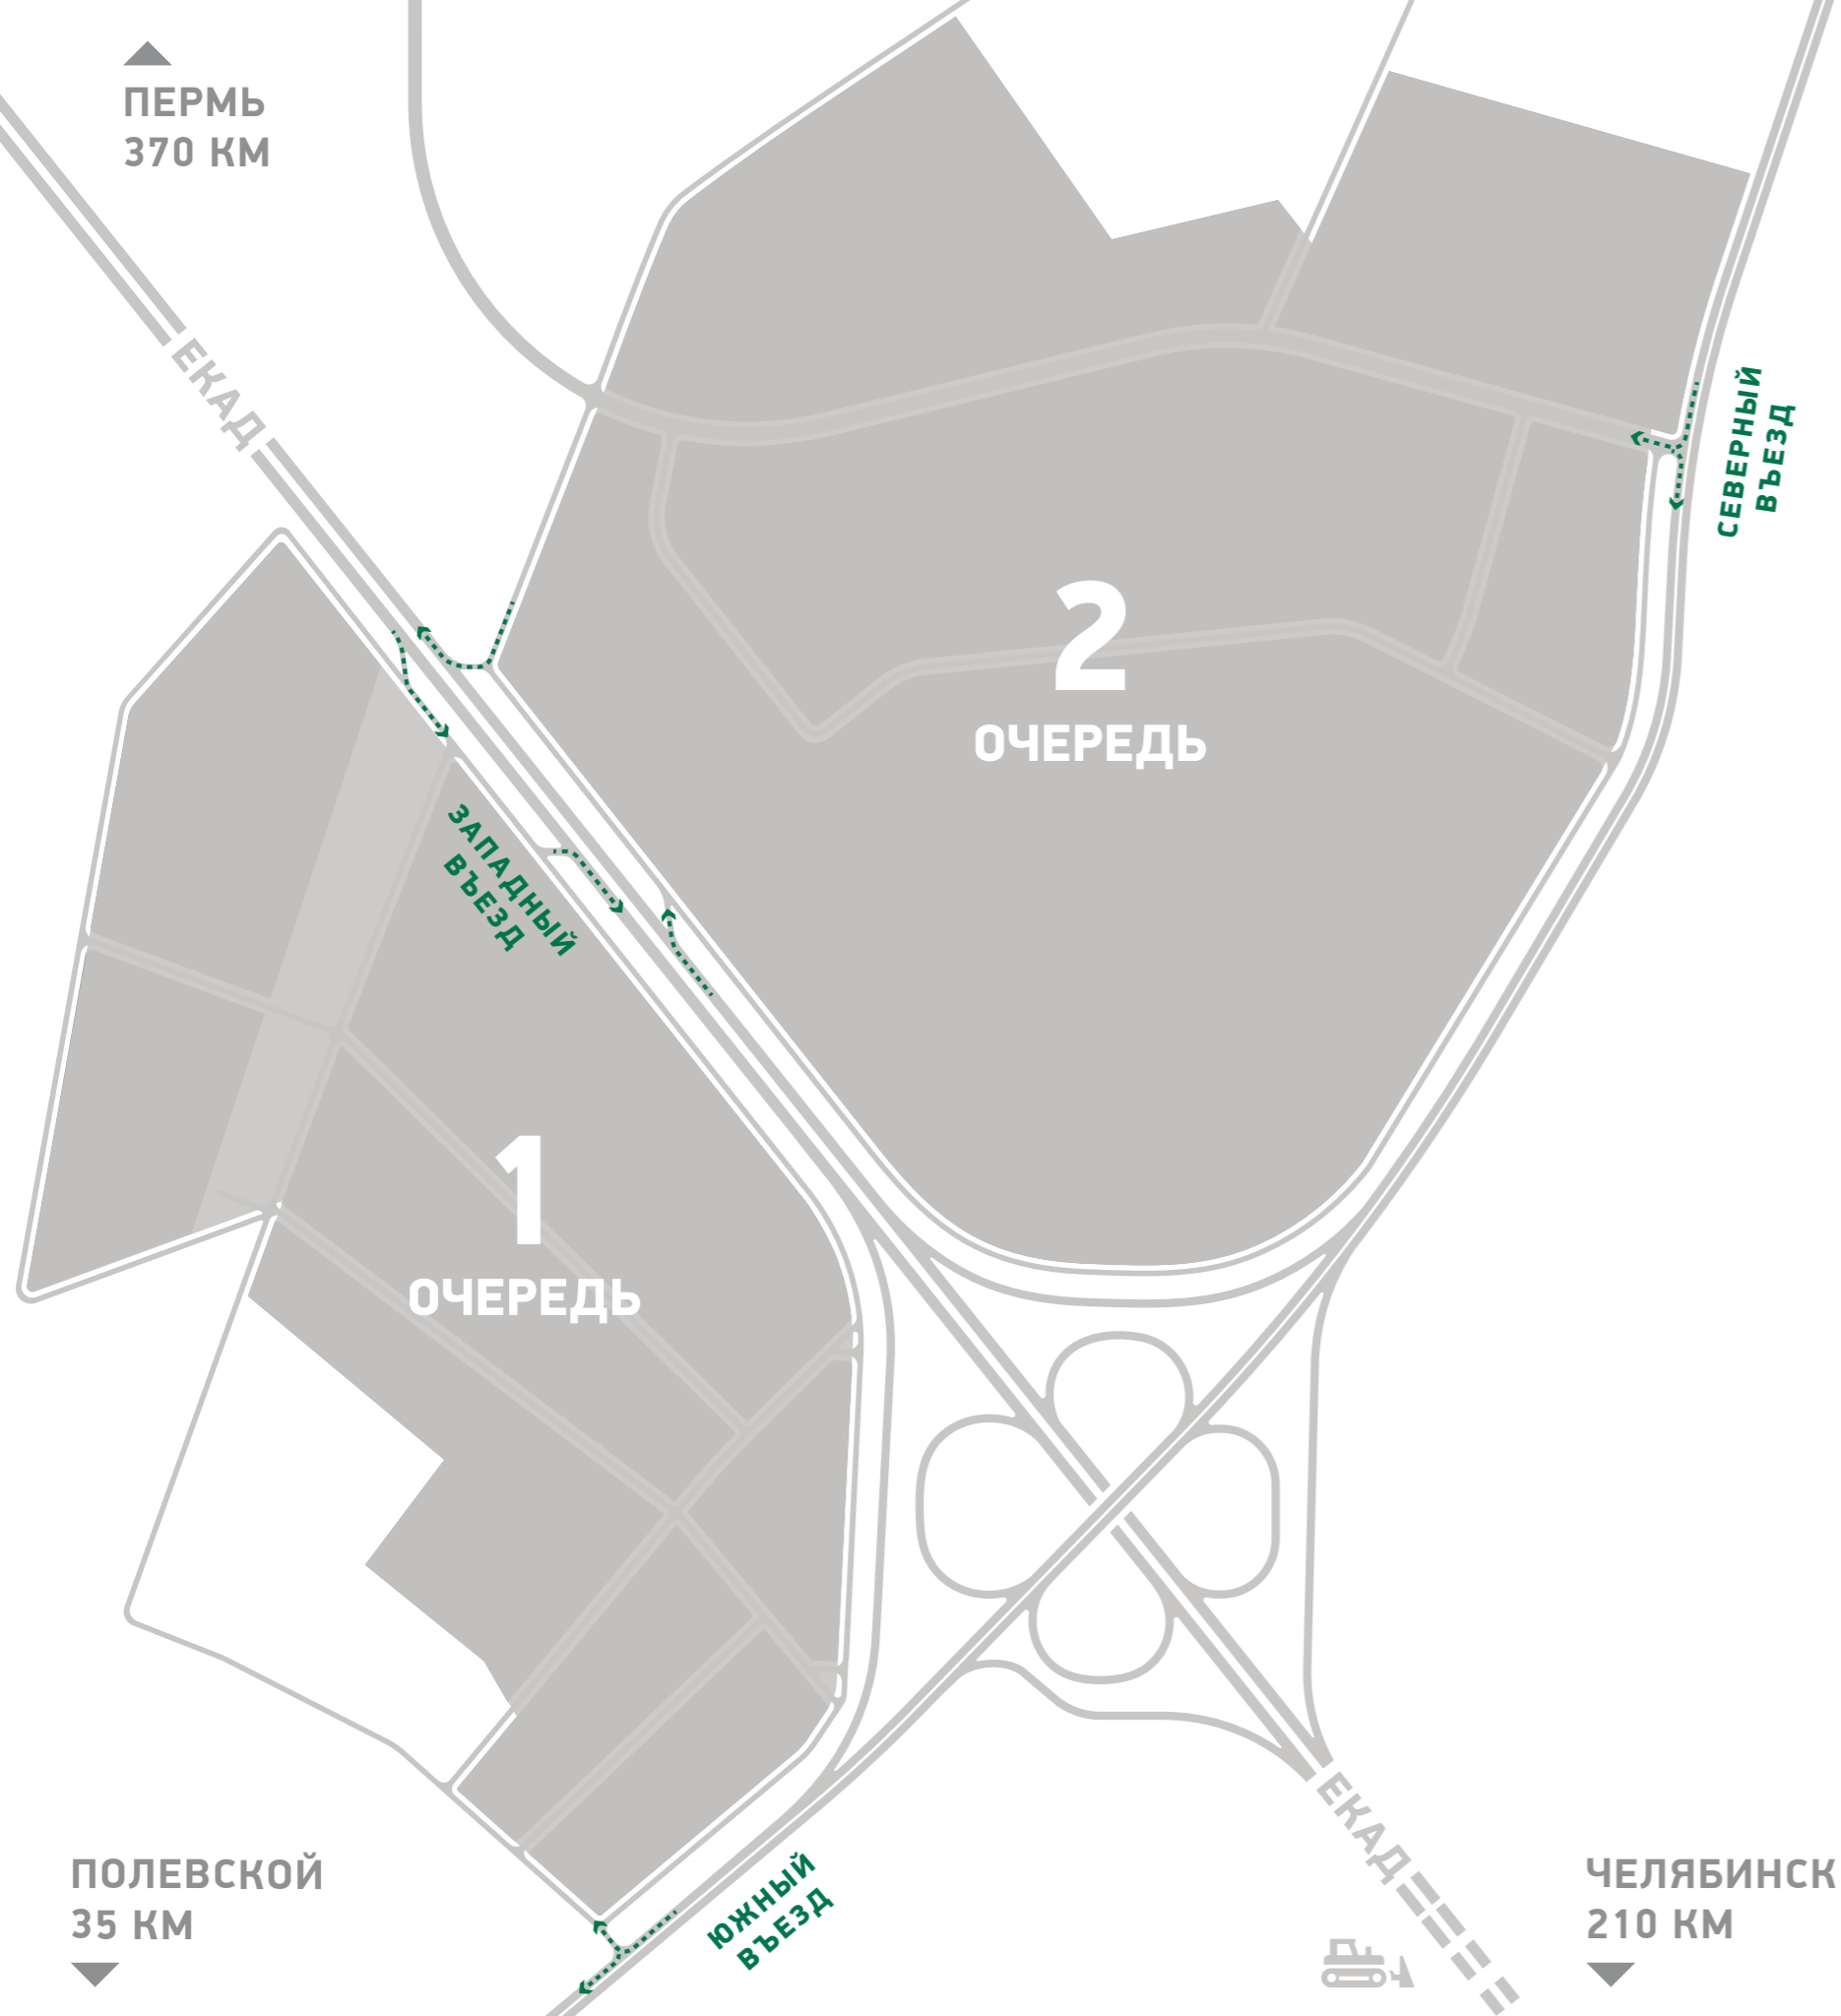 ПЕРМЬ
370 КМ
ЕКАД
СЕВЕРНЫЙ
ВЪЕЗД
2
ОЧЕРЕДЬ
ЗАПАДНЫЙ
ВЪЕЗД
1
ОЧЕРЕДЬ
ЕКАД
ЮЖНЫЙ
ВЪЕЗД
ПОЛЕВСКОЙ
35 КМ
ЧЕЛЯБИНСК
210 КМ